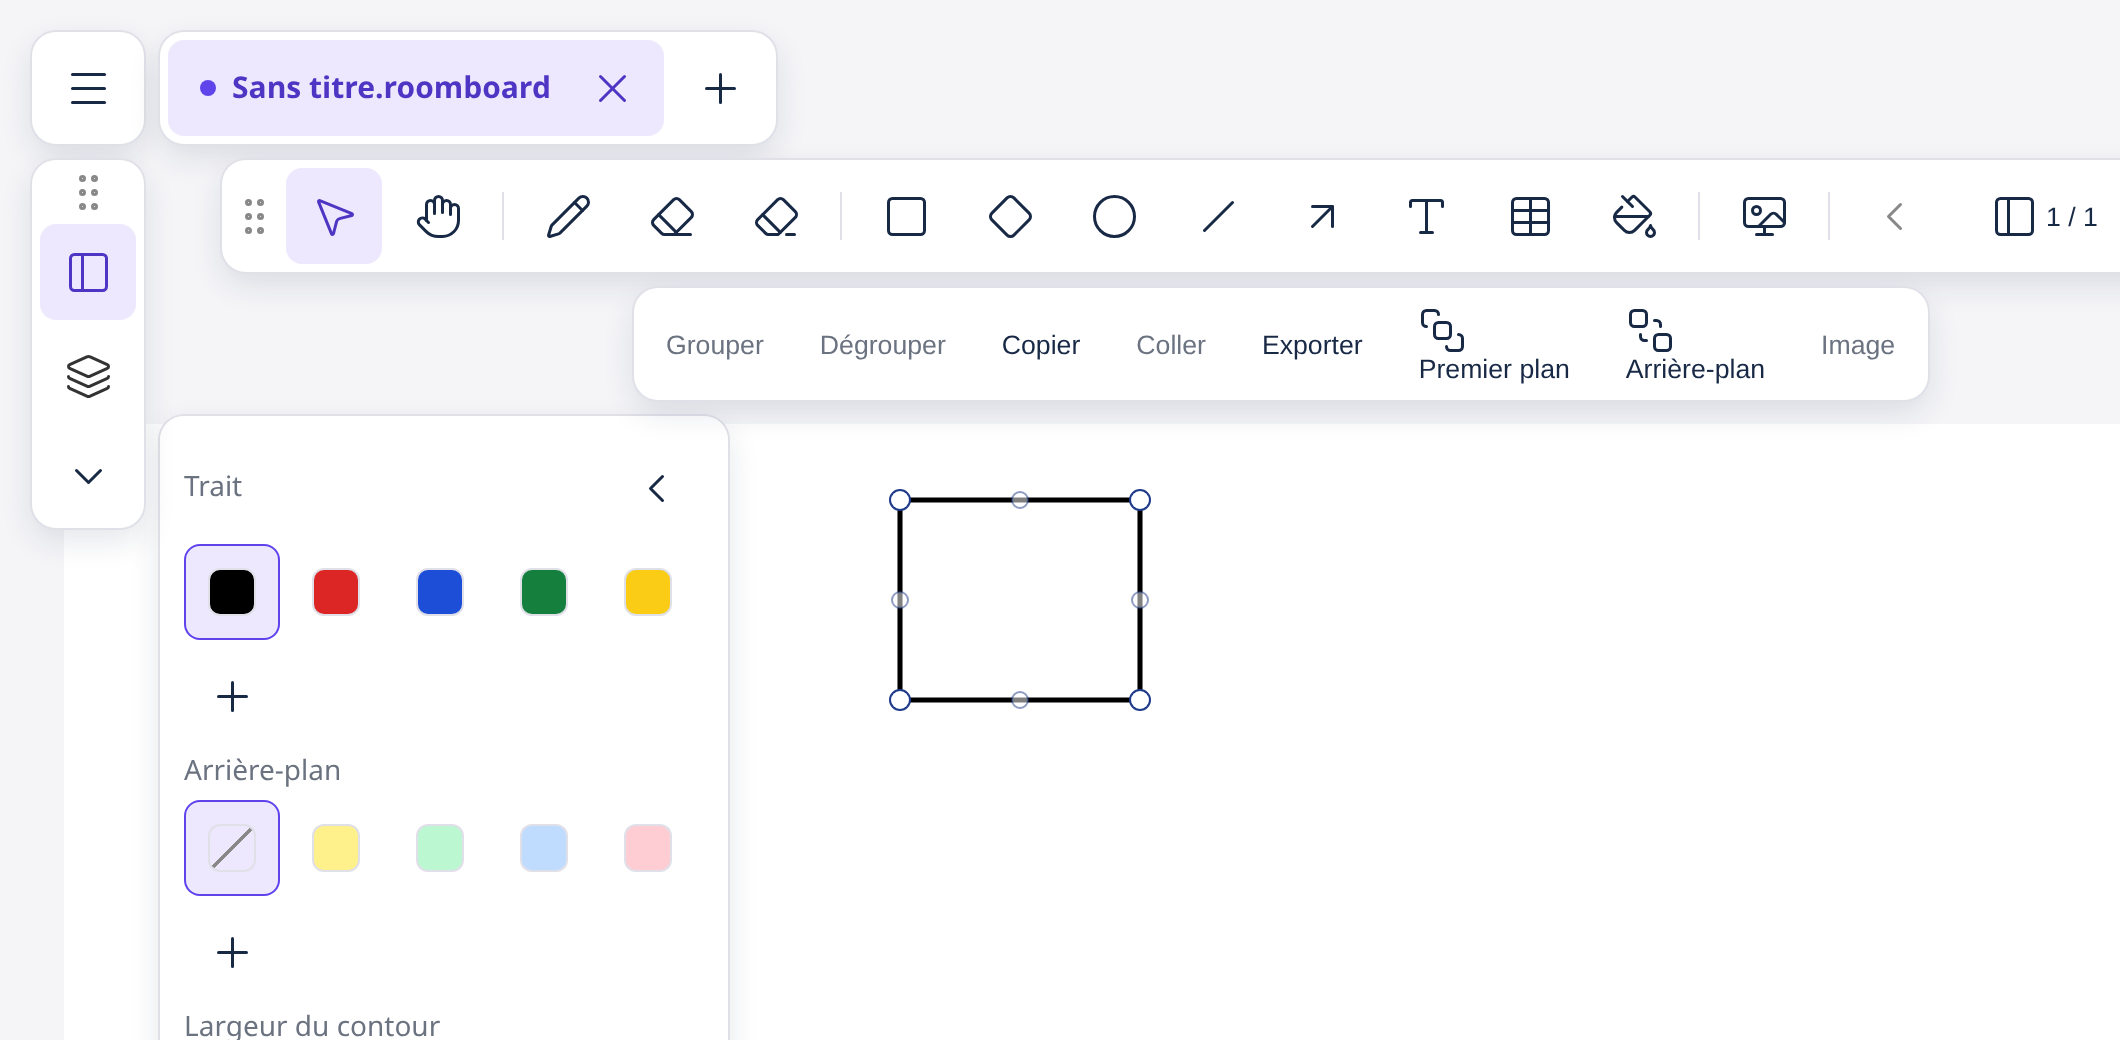 Sans titre.roomboard
1 / 1
Grouper Dégrouper Copier Coller Exporter Premier plan Arrière-plan Image
Trait
Arrière-plan
Largeur du contour